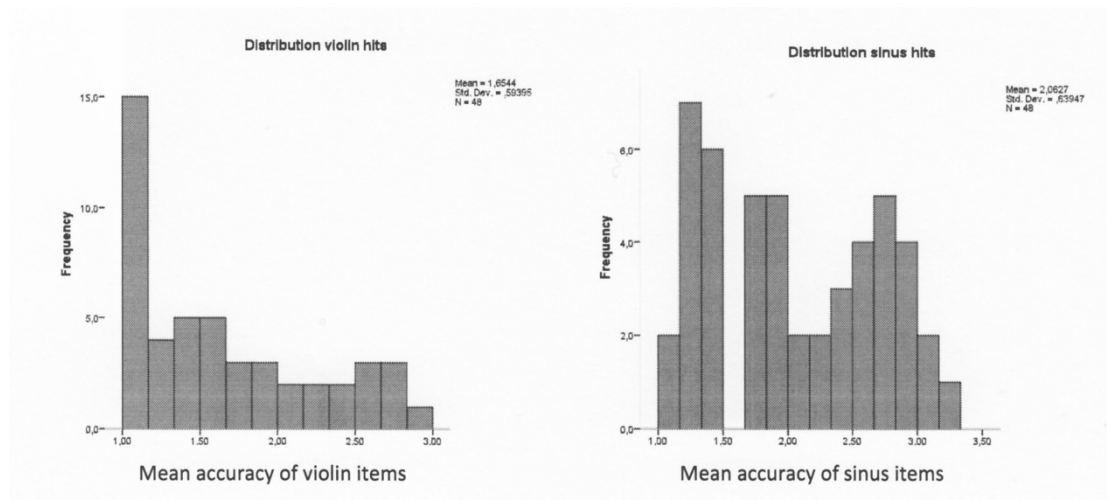 Distribution violin hits
Mean = 1,6544
Std. Dev. = ,59395
N = 48
15,0
10,0
5,0
0,0
Frequency
1,00
1,50
2,00
2,50
3,00
Mean accuracy of violin items
Distribution sinus hits
Mean = 2,0627
Std. Dev. = ,63947
N = 48
6,0
4,0
2,0
0,0
Frequency
1,00
1,50
2,00
2,50
3,00
3,50
Mean accuracy of sinus items